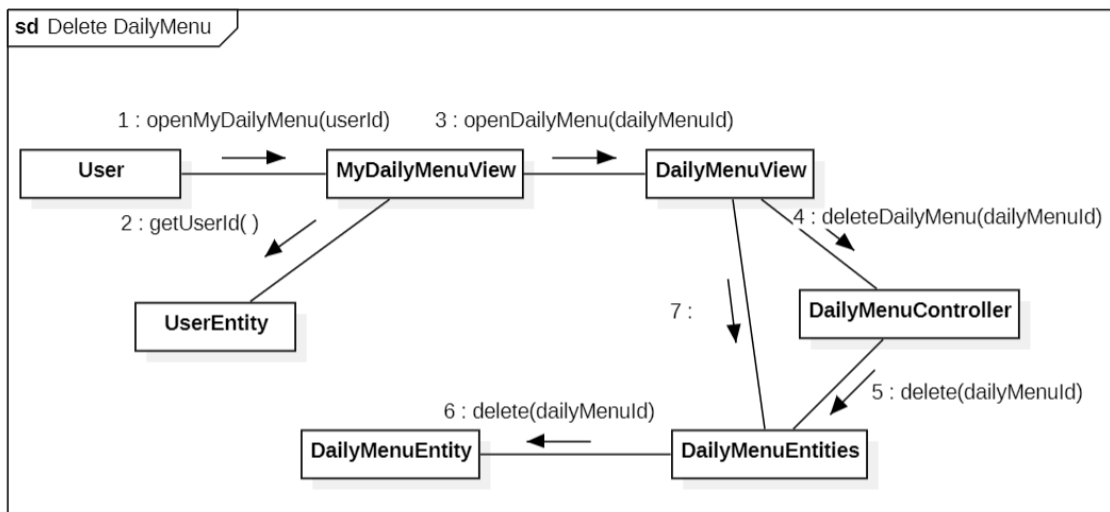 sd Delete DailyMenu
1 : openMyDailyMenu(userId)
3 : openDailyMenu(dailyMenuId)
User
MyDailyMenuView
DailyMenuView
2 : getUserId( )
4 : deleteDailyMenu(dailyMenuId)
UserEntity
7 :
DailyMenuController
5 : delete(dailyMenuId)
6 : delete(dailyMenuId)
DailyMenuEntity
DailyMenuEntities